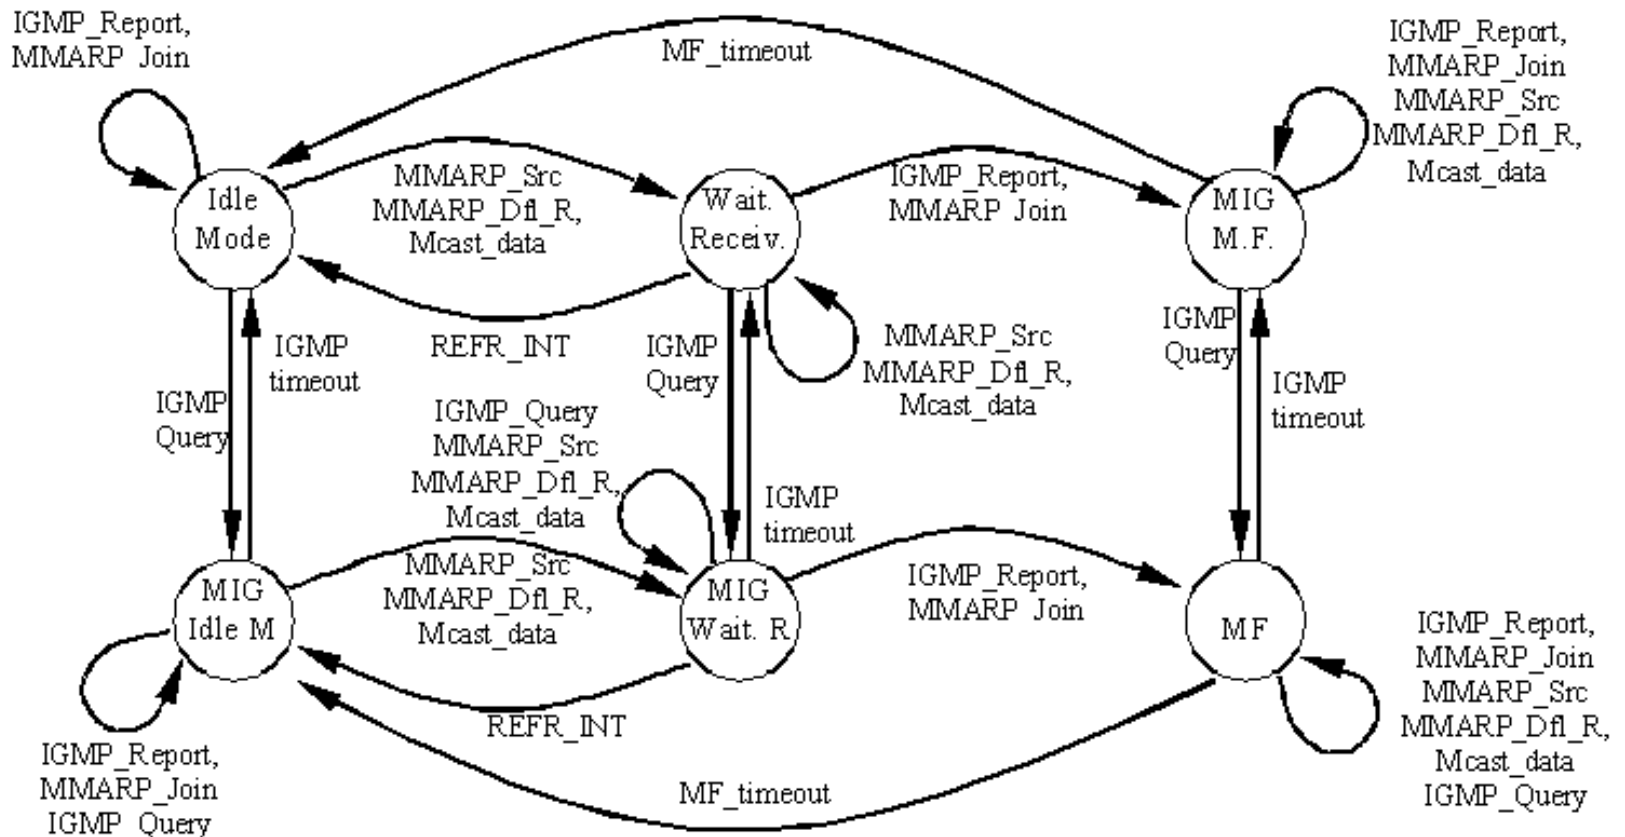 IGMP_Report,
MMARP_Join
MF_timeout
IGMP_Report,
MMARP_Join
MMARP_Src
MMARP_Dfl_R,
Mcast_data
Idle
Mode
MMARP_Src
MMARP_Dfl_R,
Mcast_data
Wait.
Receiv.
IGMP_Report,
MMARP_Join
MIG
M.F.
REFR_INT
IGMP
timeout
IGMP
Query
IGMP
Query
MMARP_Src
MMARP_Dfl_R,
Mcast_data
IGMP
Query
IGMP
timeout
IGMP_Query
MMARP_Src
MMARP_Dfl_R,
Mcast_data
IGMP
timeout
MIG
Idle M
MMARP_Src
MMARP_Dfl_R,
Mcast_data
MIG
Wait. R
IGMP_Report,
MMARP_Join
MF
REFR_INT
IGMP_Report,
MMARP_Join
IGMP_Query
MF_timeout
IGMP_Report,
MMARP_Join
MMARP_Src
MMARP_Dfl_R,
Mcast_data
IGMP_Query